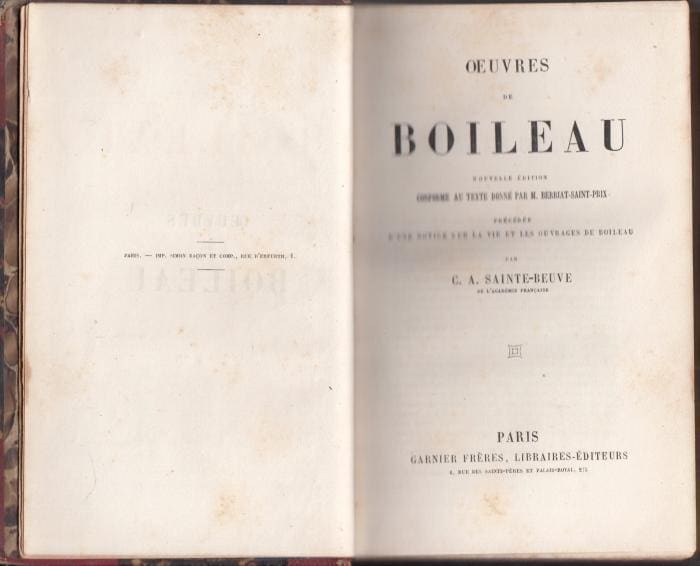 PARIS. — IMP. SIMON RAÇON ET COMP., RUE D'ERFURTH, 1.
ŒUVRES
DE
BOILEAU
NOUVELLE ÉDITION
CONFORME AU TEXTE DONNÉ PAR M. BERRIAT-SAINT-PRIX
PRÉCÉDÉE
D'UNE NOTICE SUR LA VIE ET LES OUVRAGES DE BOILEAU
PAR
C. A. SAINTE-BEUVE
DE L'ACADÉMIE FRANÇAISE
PARIS
GARNIER FRÈRES, LIBRAIRES-ÉDITEURS
6, RUE DES SAINTS-PÈRES ET PALAIS-ROYAL, 215